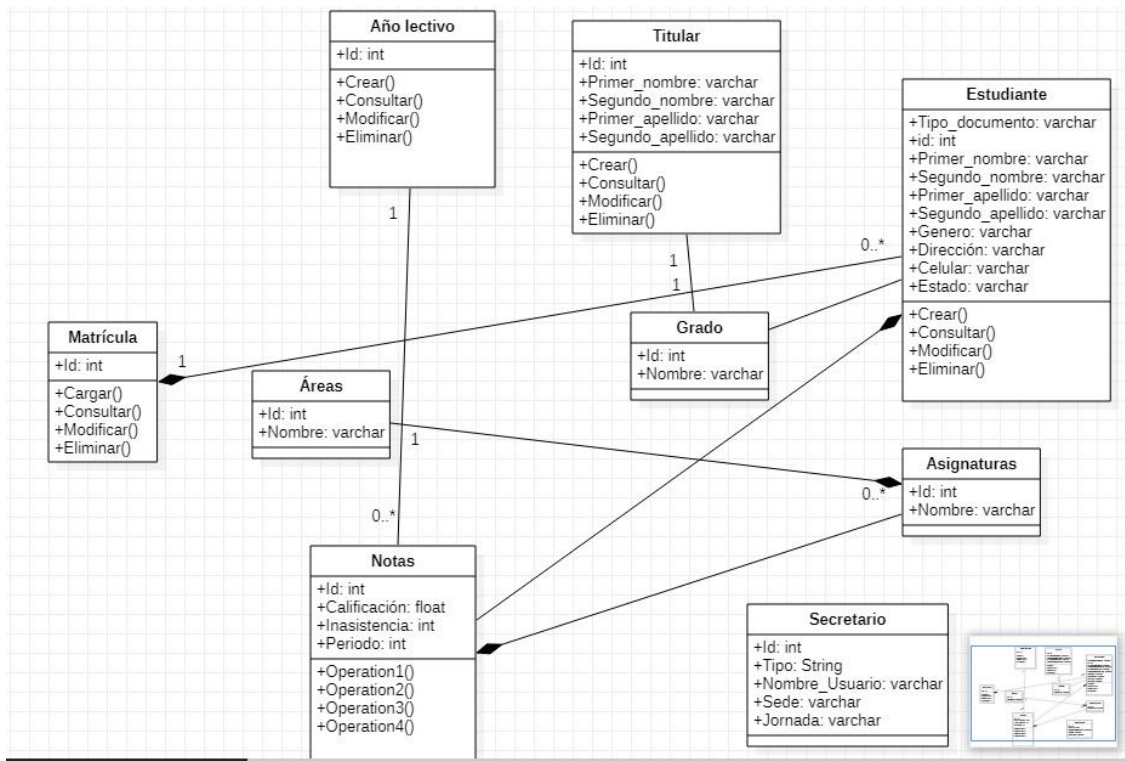 Año lectivo
+Id: int
+Crear()
+Consultar()
+Modificar()
+Eliminar()
1
Titular
+Id: int
+Primer_nombre: varchar
+Segundo_nombre: varchar
+Primer_apellido: varchar
+Segundo_apellido: varchar
+Crear()
+Consultar()
+Modificar()
+Eliminar()
1
1
Estudiante
+Tipo_documento: varchar
+id: int
+Primer_nombre: varchar
+Segundo_nombre: varchar
+Primer_apellido: varchar
+Segundo_apellido: varchar
+Genero: varchar
+Dirección: varchar
+Celular: varchar
+Estado: varchar
+Crear()
+Consultar()
+Modificar()
+Eliminar()
0..*
Matrícula
+Id: int
+Cargar()
+Consultar()
+Modificar()
+Eliminar()
1
Áreas
+Id: int
+Nombre: varchar
1
Grado
+Id: int
+Nombre: varchar
Asignaturas
+Id: int
+Nombre: varchar
0..*
0..*
Notas
+Id: int
+Calificación: float
+Inasistencia: int
+Periodo: int
+Operation1()
+Operation2()
+Operation3()
+Operation4()
Secretario
+Id: int
+Tipo: String
+Nombre_Usuario: varchar
+Sede: varchar
+Jornada: varchar